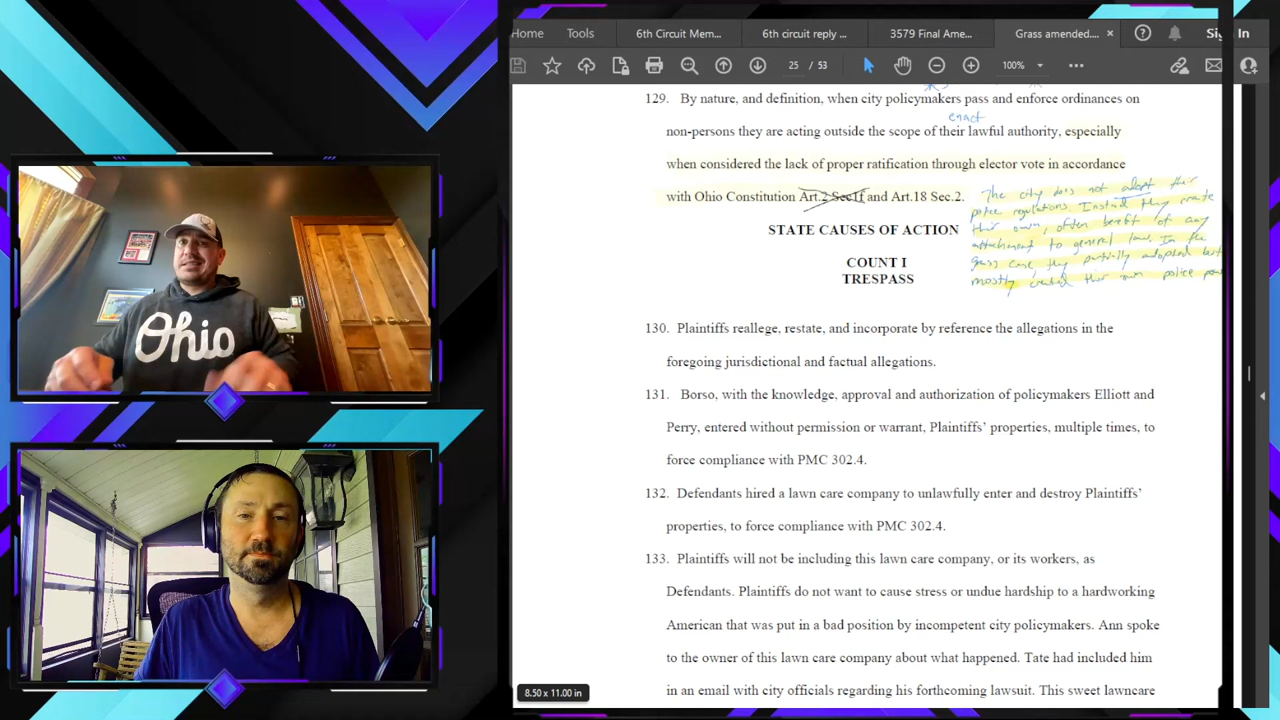 Home
Tools
6th Circuit Mem...
6th circuit reply ...
3579 Final Ame...
Grass amended....
Sign In
25 / 53
100%
129. By nature, and definition, when city policymakers pass and enforce ordinances on
enact
non-persons they are acting outside the scope of their lawful authority, especially
when considered the lack of proper ratification through elector vote in accordance
with Ohio Constitution Art.2 Sec1f and Art.18 Sec.2.
The city does not adopt their
police regulations. Instead they create
their own, often bereft of any
attachment to general law. In the
grass case, they partially adopted but
mostly created their own police
STATE CAUSES OF ACTION
COUNT I
TRESPASS
130. Plaintiffs reallege, restate, and incorporate by reference the allegations in the
foregoing jurisdictional and factual allegations.
131. Borso, with the knowledge, approval and authorization of policymakers Elliott and
Perry, entered without permission or warrant, Plaintiffs' properties, multiple times, to
force compliance with PMC 302.4.
132. Defendants hired a lawn care company to unlawfully enter and destroy Plaintiffs'
properties, to force compliance with PMC 302.4.
133. Plaintiffs will not be including this lawn care company, or its workers, as
Defendants. Plaintiffs do not want to cause stress or undue hardship to a hardworking
American that was put in a bad position by incompetent city policymakers. Ann spoke
to the owner of this lawn care company about what happened. Tate had included him
in an email with city officials regarding his forthcoming lawsuit. This sweet lawncare
8.50 x 11.00 in
Ohio